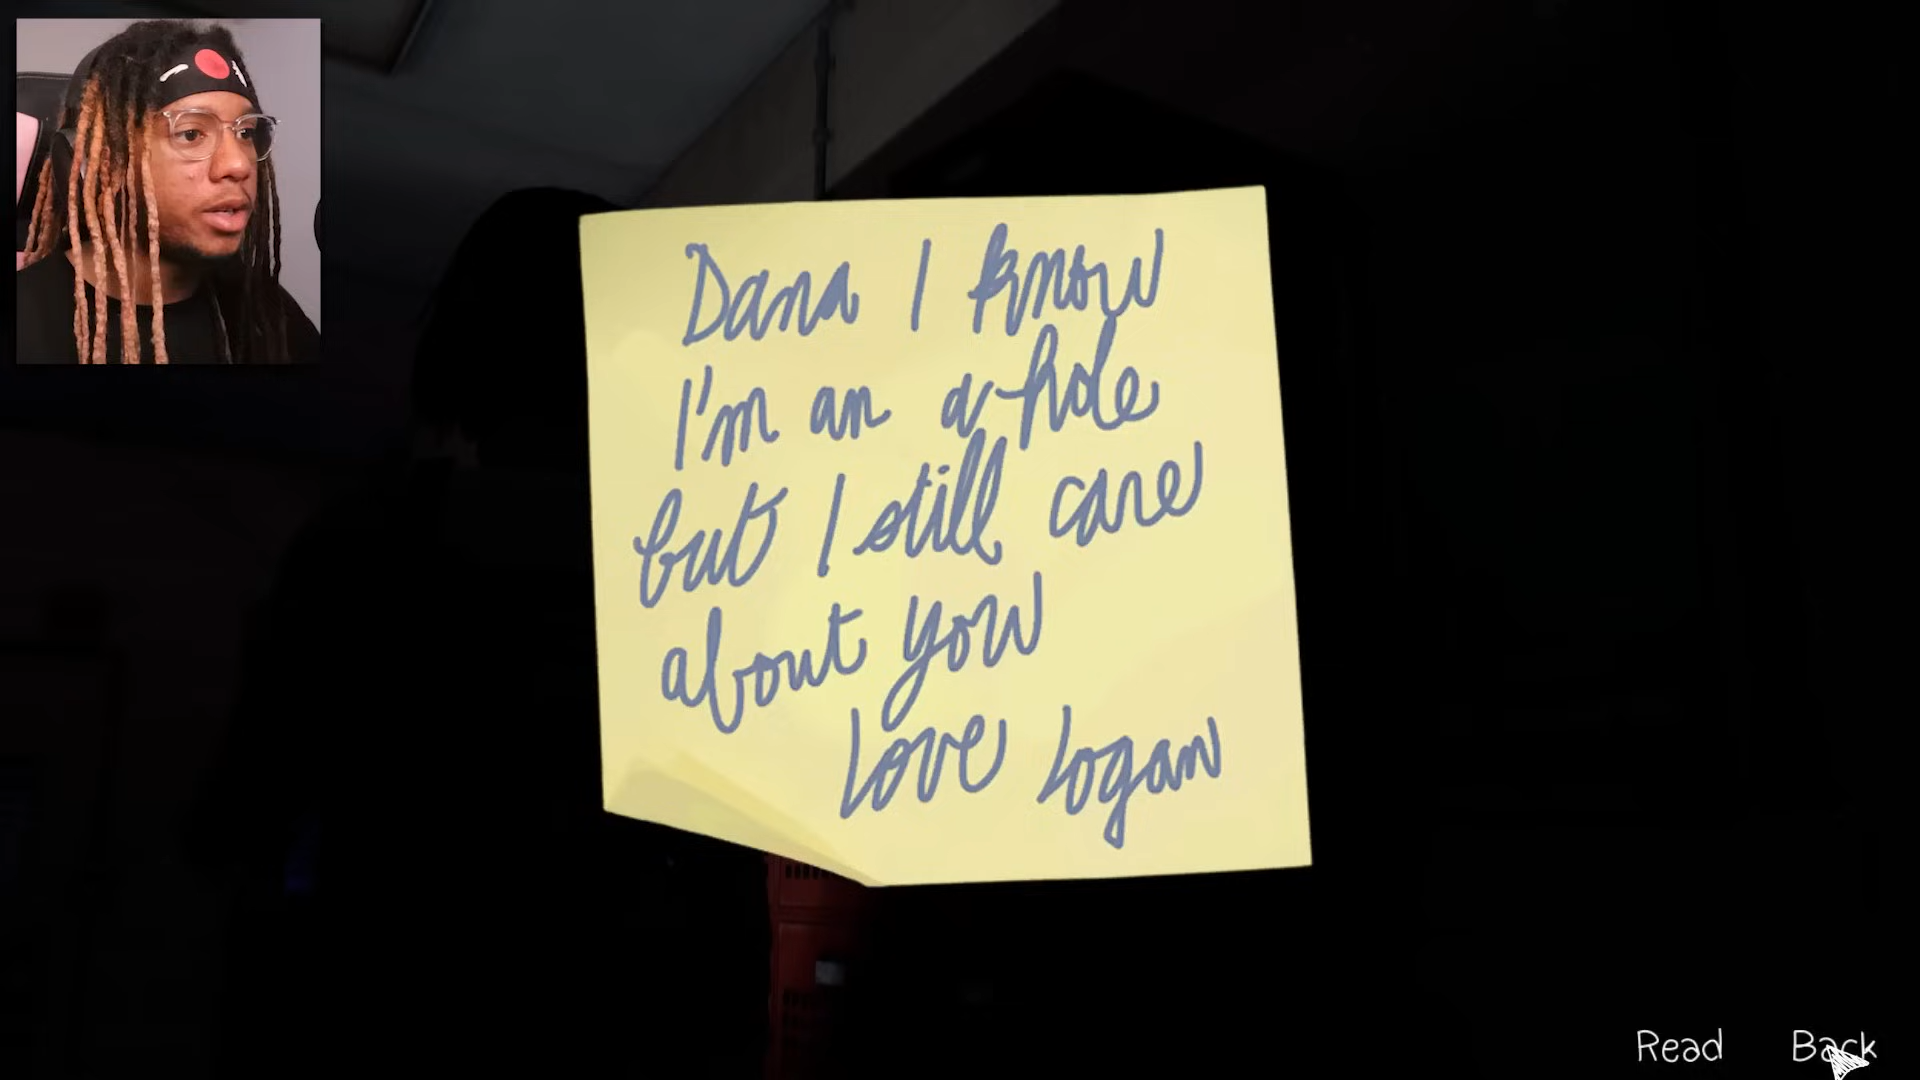 Dana I know
I'm an a-hole
but I still care
about you
Love Logan
Read Back